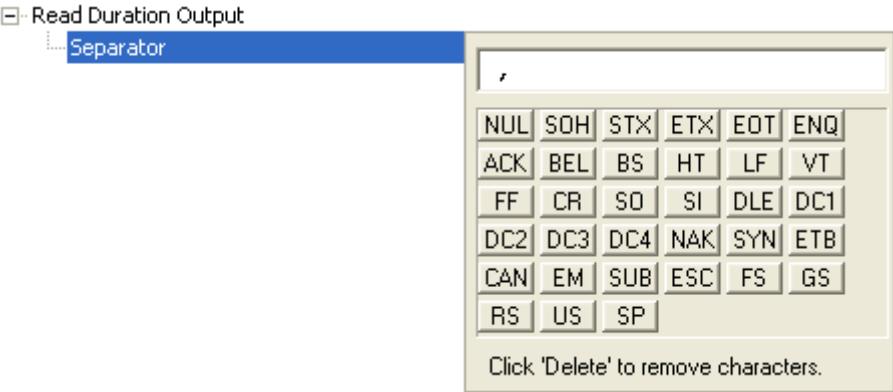 Read Duration Output
Separator
,
NUL SOH STX ETX EOT ENQ
ACK BEL BS HT LF VT
FF CR SO SI DLE DC1
DC2 DC3 DC4 NAK SYN ETB
CAN EM SUB ESC FS GS
RS US SP
Click 'Delete' to remove characters.